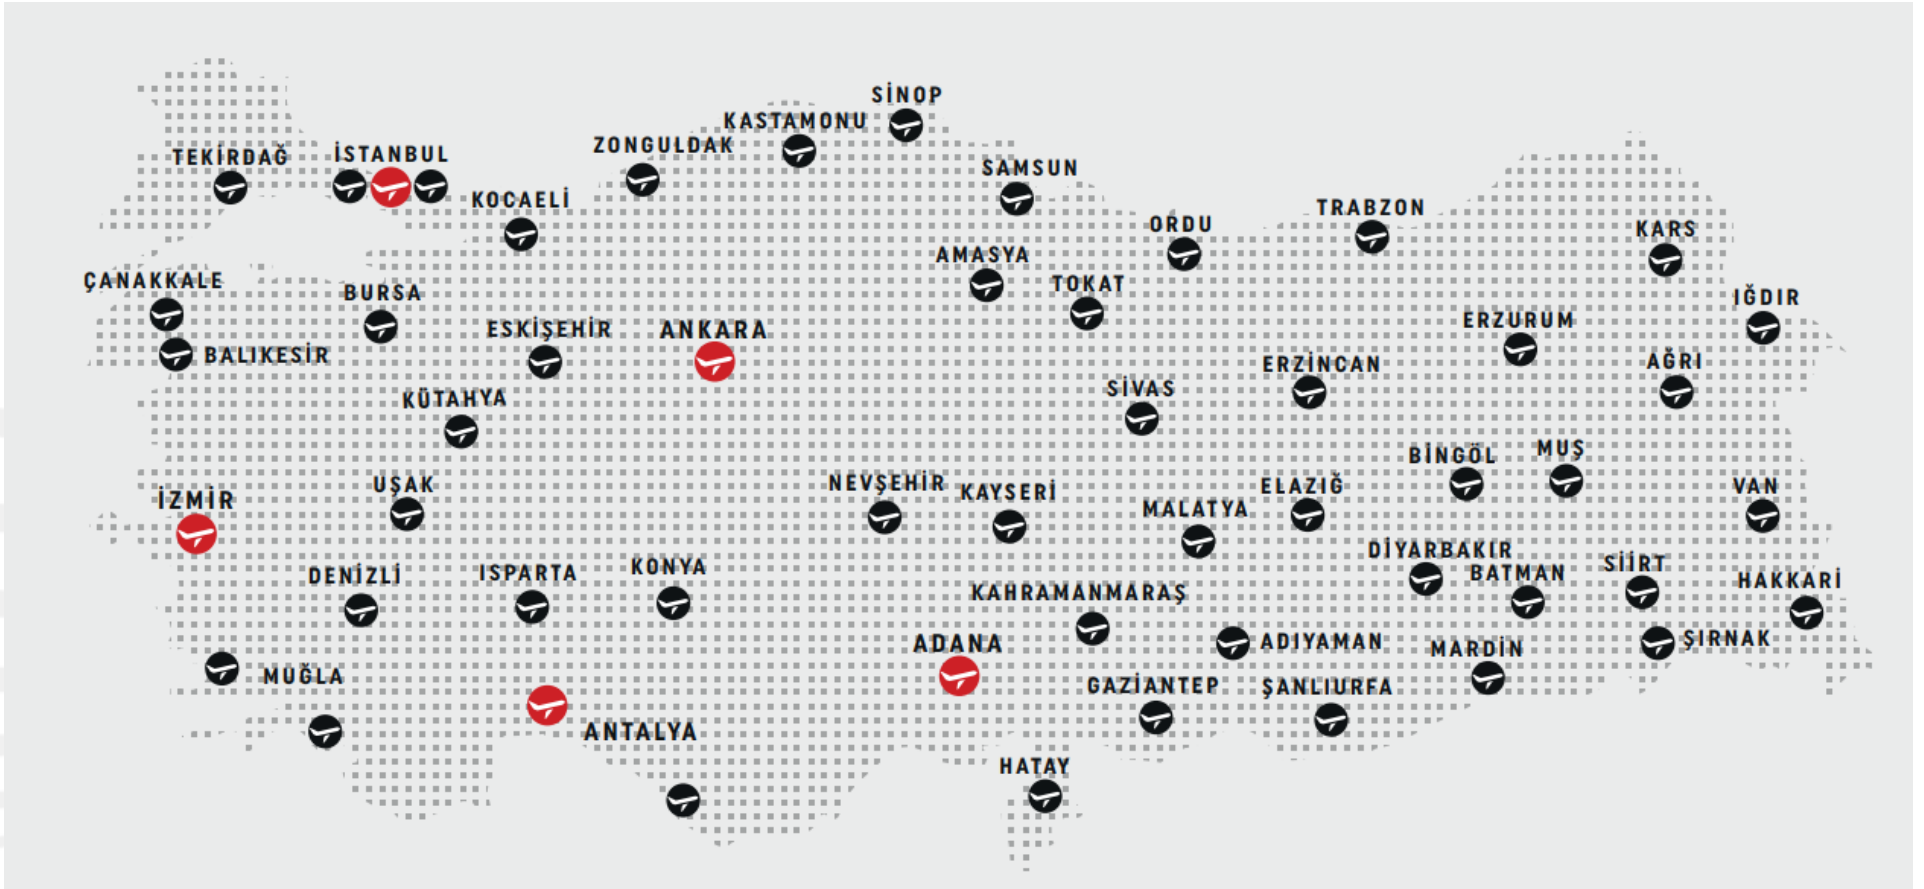 SİNOP
KASTAMONU
ZONGULDAK
TEKİRDAĞ
İSTANBUL
SAMSUN
KOCAELİ
TRABZON
ORDU
KARS
AMASYA
ÇANAKKALE
TOKAT
BURSA
IĞDIR
ERZURUM
ESKİŞEHİR
ANKARA
BALIKESİR
ERZİNCAN
AĞRI
SİVAS
KÜTAHYA
MUŞ
BİNGÖL
NEVŞEHİR
UŞAK
ELAZIĞ
VAN
KAYSERİ
İZMİR
MALATYA
DİYARBAKIR
SİİRT
KONYA
ISPARTA
BATMAN
DENİZLİ
HAKKARİ
KAHRAMANMARAŞ
ŞIRNAK
ADIYAMAN
ADANA
MARDİN
MUĞLA
GAZİANTEP
ŞANLIURFA
ANTALYA
HATAY